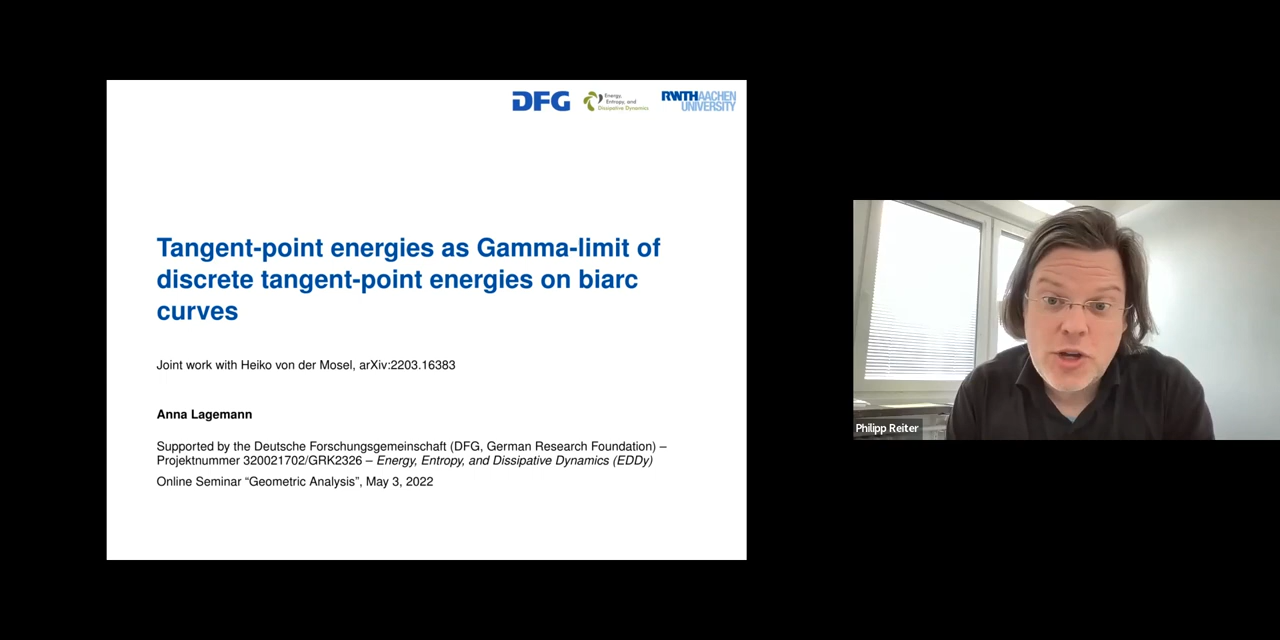 DFG
Energy,
Entropy, and
Dissipative Dynamics
RWTHAACHEN
UNIVERSITY
Tangent-point energies as Gamma-limit of
discrete tangent-point energies on biarc
curves
Joint work with Heiko von der Mosel, arXiv:2203.16383
Anna Lagemann
Supported by the Deutsche Forschungsgemeinschaft (DFG, German Research Foundation) –
Projektnummer 320021702/GRK2326 – Energy, Entropy, and Dissipative Dynamics (EDDy)
Online Seminar “Geometric Analysis”, May 3, 2022
Philipp Reiter